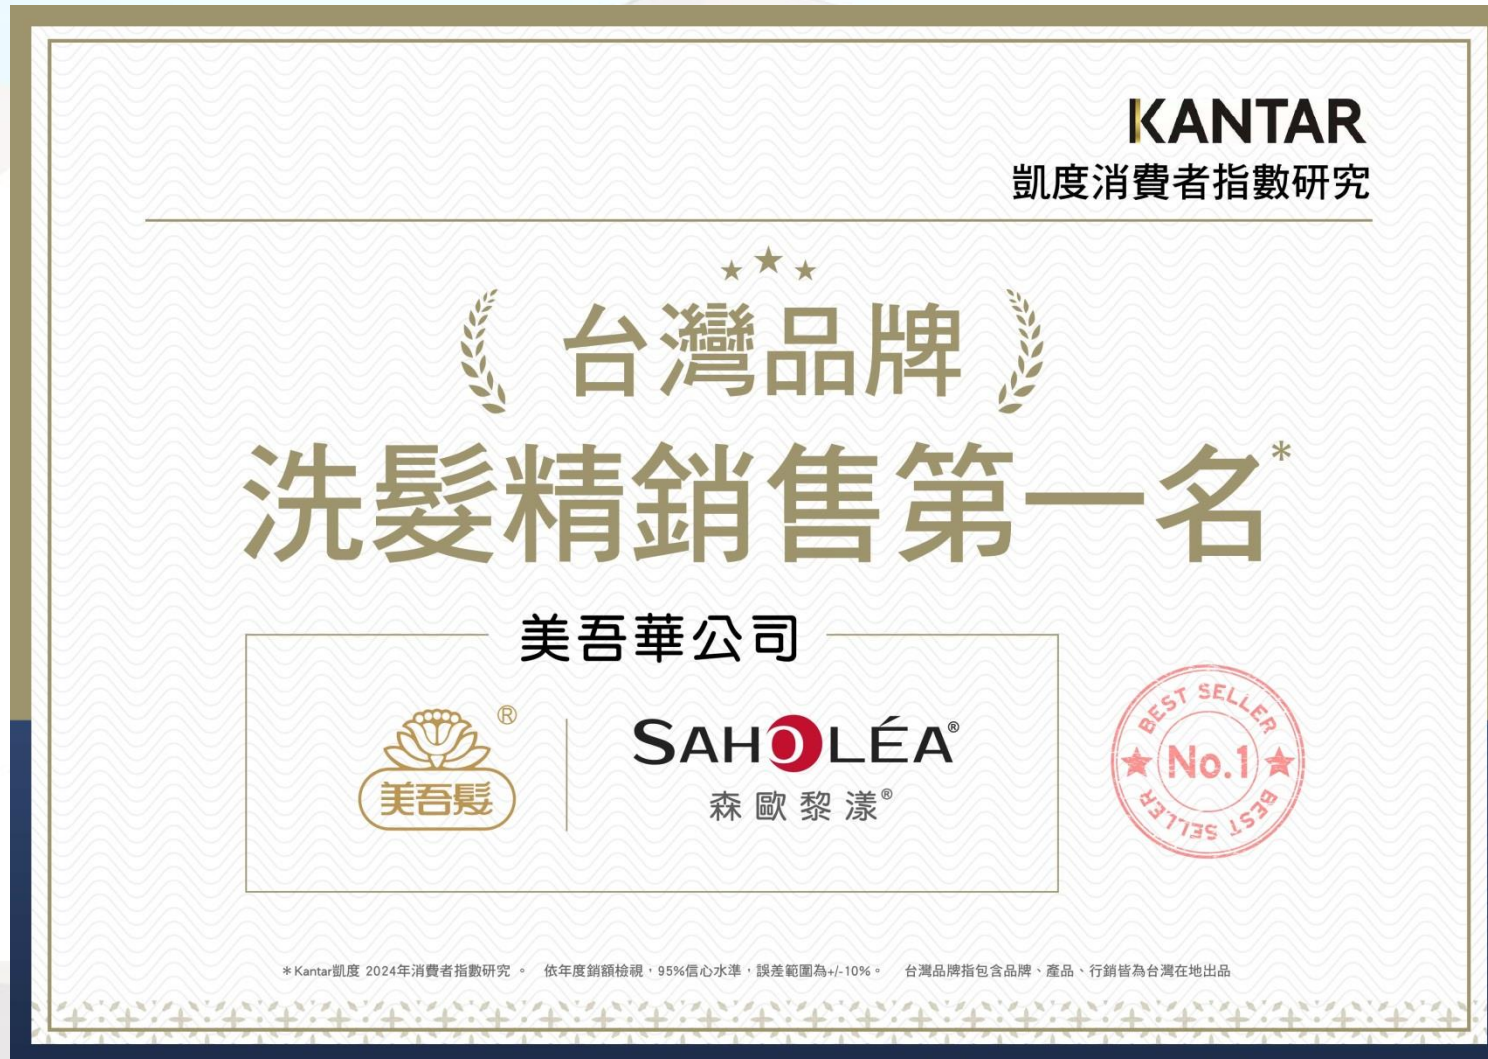 KANTAR
凱度消費者指數研究
台灣品牌
洗髮精銷售第一名*
美吾華公司
®
美吾髮
SAHOLÉA®
森歐黎漾®
BEST SELLER
No.1
BEST SELLER
*Kantar凱度 2024年消費者指數研究 。 依年度銷額檢視，95%信心水準，誤差範圍為+/-10%。 台灣品牌指包含品牌、產品、行銷皆為台灣在地出品